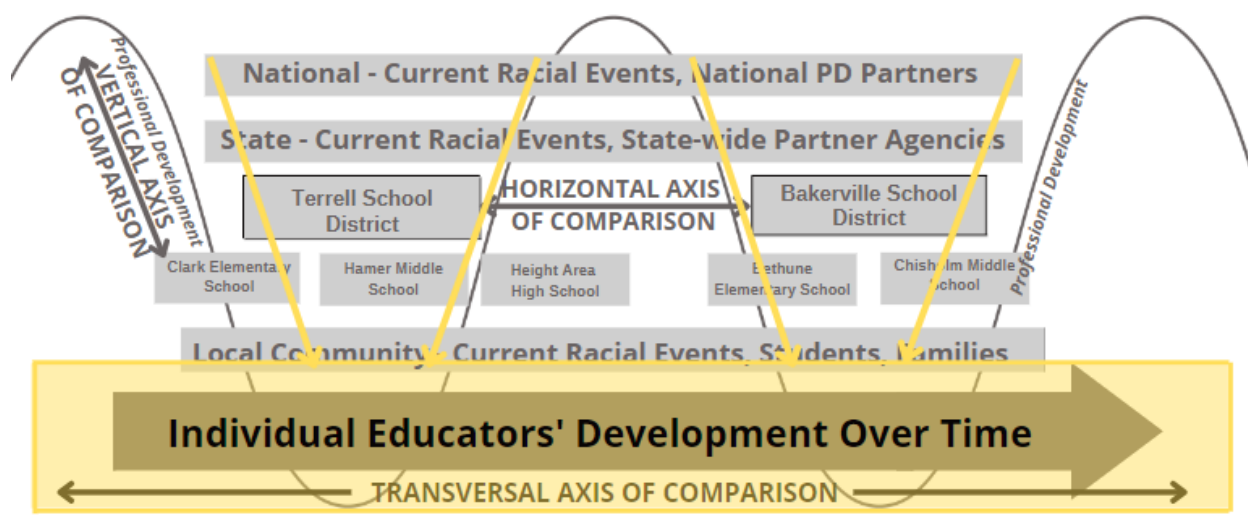 Professional Development
VERTICAL AXIS
OF COMPARISON
National - Current Racial Events, National PD Partners
State - Current Racial Events, State-wide Partner Agencies
Terrell School
District
HORIZONTAL AXIS
OF COMPARISON
Bakerville School
District
Clark Elementary
School
Hamer Middle
School
Height Area
High School
Bethune
Elementary School
Chisholm Middle
School
Professional Development
Local Community - Current Racial Events, Students, Families
Individual Educators' Development Over Time
TRANSVERSAL AXIS OF COMPARISON